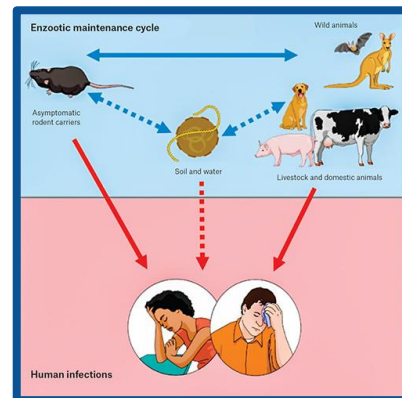 Enzootic maintenance cycle
Wild animals
Asymptomatic
rodent carriers
Soil and water
Livestock and domestic animals
Human infections